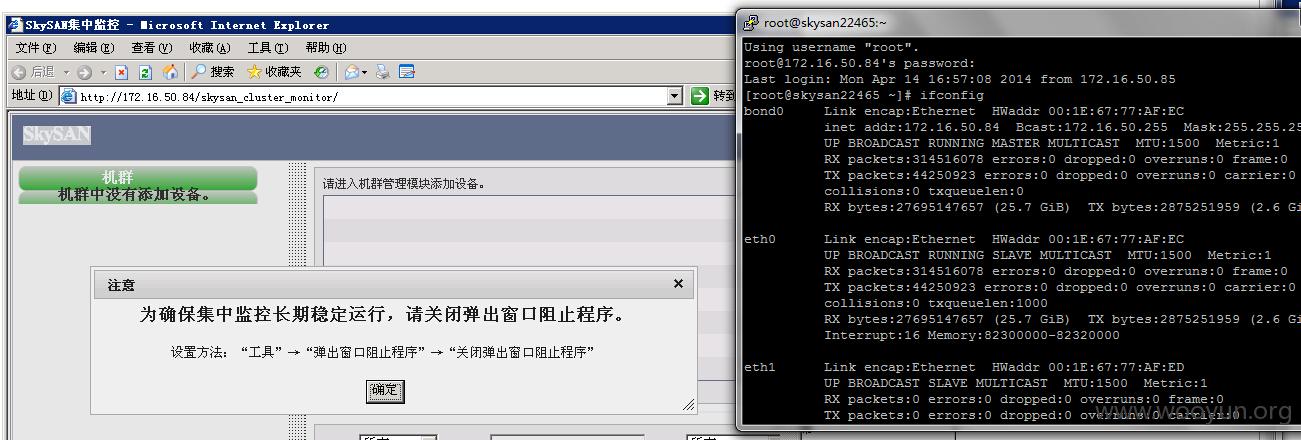 SkySAN集中监控 - Microsoft Internet Explorer
文件(F) 编辑(E) 查看(V) 收藏(A) 工具(T) 帮助(H)
后退 搜索 收藏夹
地址(D) http://172.16.50.84/skysan_cluster_monitor/ 转到
SkySAN
机群
机群中没有添加设备。
请进入机群管理模块添加设备。
注意
为确保集中监控长期稳定运行，请关闭弹出窗口阻止程序。
设置方法：“工具”→“弹出窗口阻止程序”→“关闭弹出窗口阻止程序”
确定
root@skysan22465:~
Using username "root".
root@172.16.50.84's password:
Last login: Mon Apr 14 16:57:08 2014 from 172.16.50.85
[root@skysan22465 ~]# ifconfig
bond0 Link encap:Ethernet HWaddr 00:1E:67:77:AF:EC
inet addr:172.16.50.84 Bcast:172.16.50.255 Mask:255.255.25
UP BROADCAST RUNNING MASTER MULTICAST MTU:1500 Metric:1
RX packets:314516078 errors:0 dropped:0 overruns:0 frame:0
TX packets:44250923 errors:0 dropped:0 overruns:0 carrier:0
collisions:0 txqueuelen:0
RX bytes:27695147657 (25.7 GiB) TX bytes:2875251959 (2.6 Gi
eth0 Link encap:Ethernet HWaddr 00:1E:67:77:AF:EC
UP BROADCAST RUNNING SLAVE MULTICAST MTU:1500 Metric:1
RX packets:314516078 errors:0 dropped:0 overruns:0 frame:0
TX packets:44250923 errors:0 dropped:0 overruns:0 carrier:0
collisions:0 txqueuelen:1000
RX bytes:27695147657 (25.7 GiB) TX bytes:2875251959 (2.6 Gi
Interrupt:16 Memory:82300000-82320000
eth1 Link encap:Ethernet HWaddr 00:1E:67:77:AF:ED
UP BROADCAST SLAVE MULTICAST MTU:1500 Metric:1
RX packets:0 errors:0 dropped:0 overruns:0 frame:0
TX packets:0 errors:0 dropped:0 overruns:0 carrier:0
www.wooyun.org